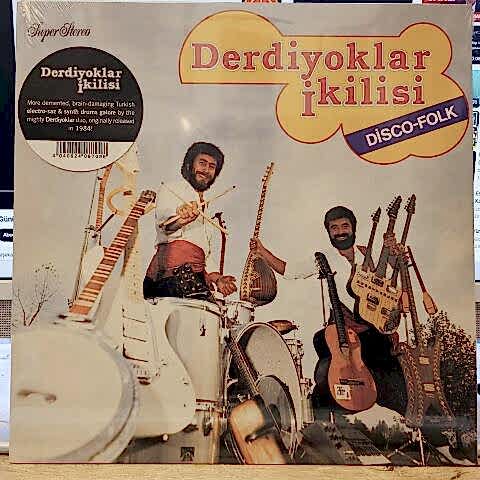 Super Stereo
Derdiyoklar
İkilisi
DİSCO-FOLK
Derdiyoklar
İkilisi
More demented, brain-damaging Turkish
electro-saz & synth drums galore by the
mighty Derdiyoklar duo, originally released
in 1984!